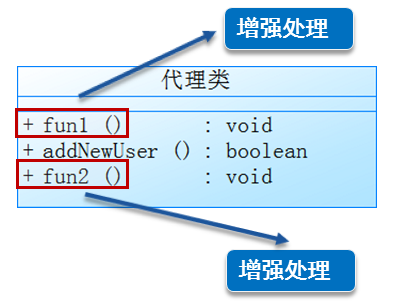 增强处理
代理类
+ fun1 () : void
+ addNewUser () : boolean
+ fun2 () : void
增强处理